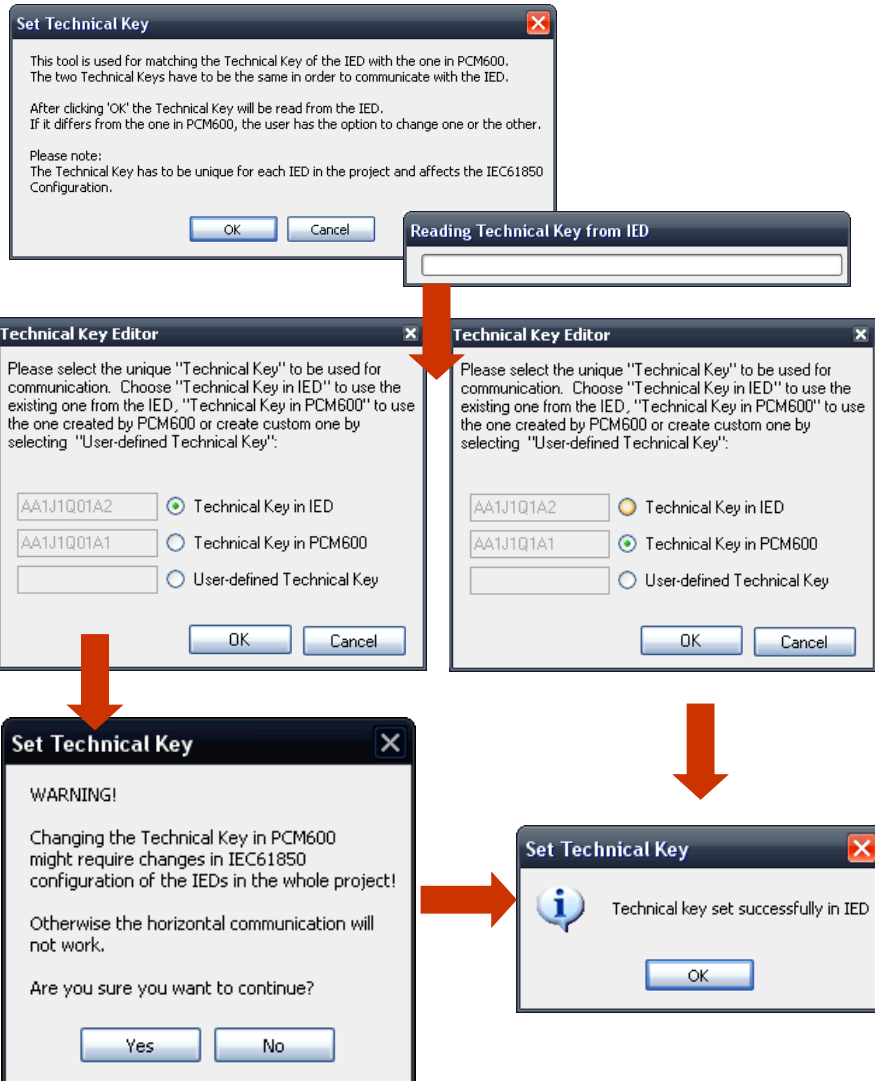 Set Technical Key
This tool is used for matching the Technical Key of the IED with the one in PCM600.
The two Technical Keys have to be the same in order to communicate with the IED.
After clicking 'OK' the Technical Key will be read from the IED.
If it differs from the one in PCM600, the user has the option to change one or the other.
Please note:
The Technical Key has to be unique for each IED in the project and affects the IEC61850
Configuration.
OK
Cancel
Reading Technical Key from IED
Technical Key Editor
Please select the unique "Technical Key" to be used for
communication. Choose "Technical Key in IED" to use the
existing one from the IED, "Technical Key in PCM600" to use
the one created by PCM600 or create custom one by
selecting "User-defined Technical Key":
AA1J1Q01A2
Technical Key in IED
AA1J1Q01A1
Technical Key in PCM600
User-defined Technical Key
OK
Cancel
Technical Key Editor
Please select the unique "Technical Key" to be used for
communication. Choose "Technical Key in IED" to use the
existing one from the IED, "Technical Key in PCM600" to use
the one created by PCM600 or create custom one by
selecting "User-defined Technical Key":
AA1J1Q01A2
Technical Key in IED
AA1J1Q1A1
Technical Key in PCM600
User-defined Technical Key
OK
Cancel
Set Technical Key
WARNING!
Changing the Technical Key in PCM600
might require changes in IEC61850
configuration of the IEDs in the whole project!
Otherwise the horizontal communication will
not work.
Are you sure you want to continue?
Yes
No
Set Technical Key
Technical key set successfully in IED
OK